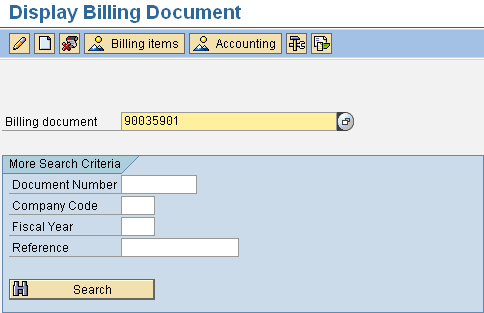 Display Billing Document
Billing items Accounting
Billing document 90035901
More Search Criteria
Document Number
Company Code
Fiscal Year
Reference
Search